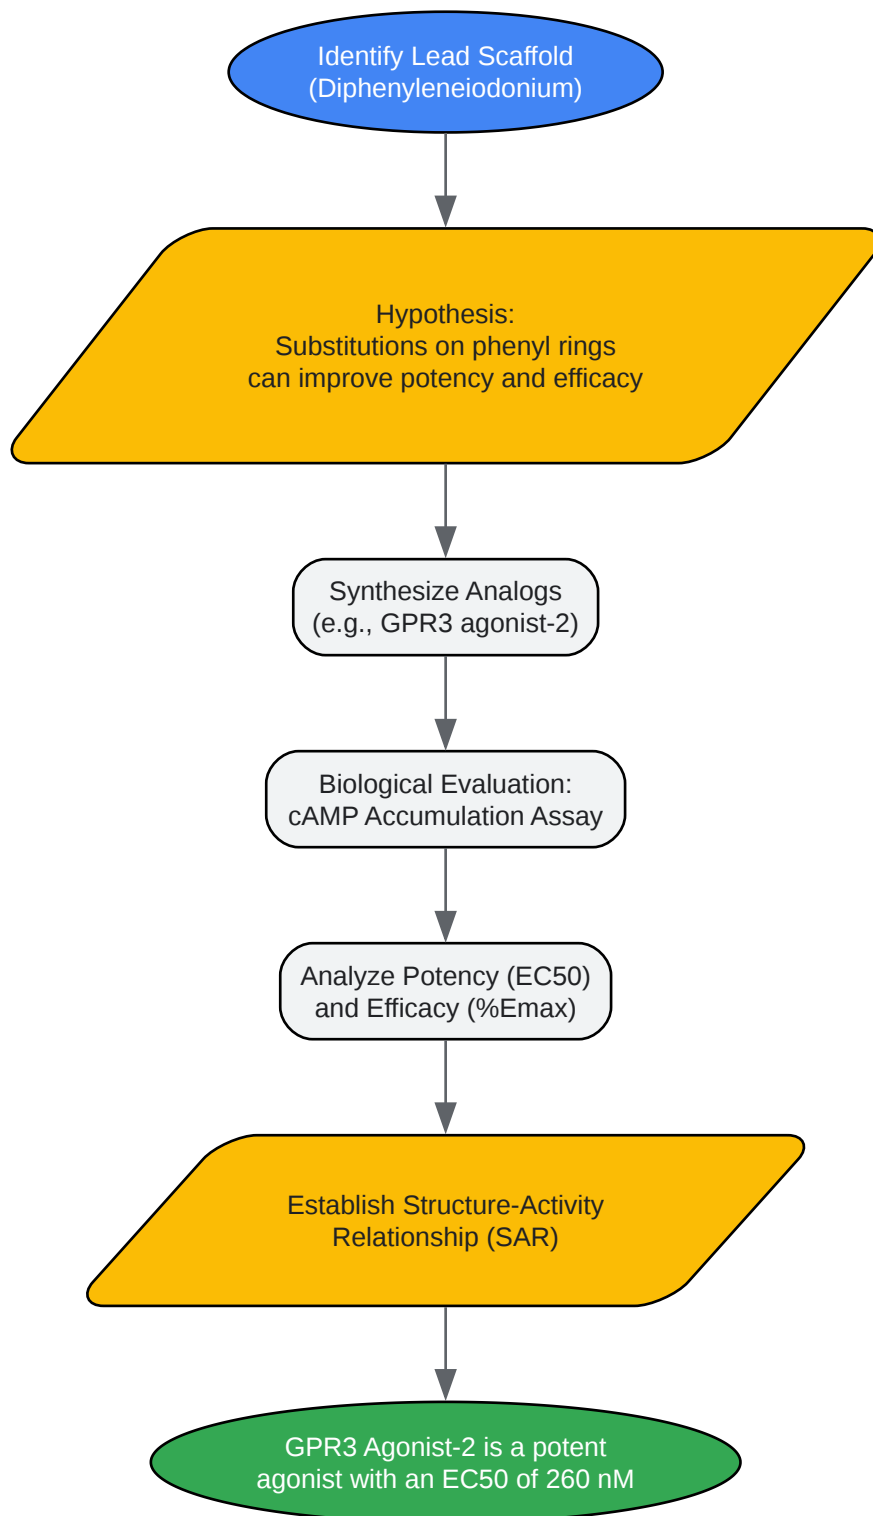 Identify Lead Scaffold
(Diphenyleneiodonium)
Hypothesis:
Substitutions on phenyl rings
can improve potency and efficacy
Synthesize Analogs
(e.g., GPR3 agonist-2)
Biological Evaluation:
cAMP Accumulation Assay
Analyze Potency (EC50)
and Efficacy (%Emax)
Establish Structure-Activity
Relationship (SAR)
GPR3 Agonist-2 is a potent
agonist with an EC50 of 260 nM